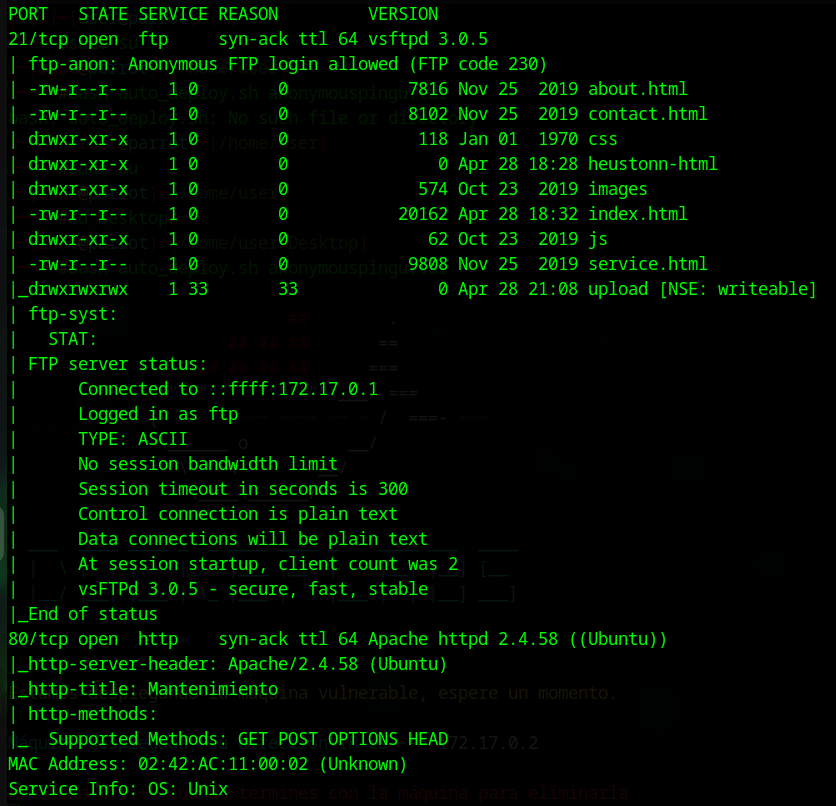 PORT   STATE SERVICE REASON         VERSION
21/tcp open  ftp     syn-ack ttl 64 vsftpd 3.0.5
| ftp-anon: Anonymous FTP login allowed (FTP code 230)
| -rw-r--r--    1 0        0            7816 Nov 25  2019 about.html
| -rw-r--r--    1 0        0            8102 Nov 25  2019 contact.html
| drwxr-xr-x    1 0        0             118 Jan 01  1970 css
| drwxr-xr-x    1 0        0               0 Apr 28 18:28 heustonn-html
| drwxr-xr-x    1 0        0             574 Oct 23  2019 images
| -rw-r--r--    1 0        0           20162 Apr 28 18:32 index.html
| drwxr-xr-x    1 0        0              62 Oct 23  2019 js
| -rw-r--r--    1 0        0            9808 Nov 25  2019 service.html
|_drwxrwxrwx    1 33       33              0 Apr 28 21:08 upload [NSE: writeable]
| ftp-syst:
|   STAT:
| FTP server status:
|      Connected to ::ffff:172.17.0.1
|      Logged in as ftp
|      TYPE: ASCII
|      No session bandwidth limit
|      Session timeout in seconds is 300
|      Control connection is plain text
|      Data connections will be plain text
|      At session startup, client count was 2
|      vsFTPd 3.0.5 - secure, fast, stable
|_End of status
80/tcp open  http    syn-ack ttl 64 Apache httpd 2.4.58 ((Ubuntu))
|_http-server-header: Apache/2.4.58 (Ubuntu)
|_http-title: Mantenimiento
| http-methods:
|_  Supported Methods: GET POST OPTIONS HEAD
MAC Address: 02:42:AC:11:00:02 (Unknown)
Service Info: OS: Unix